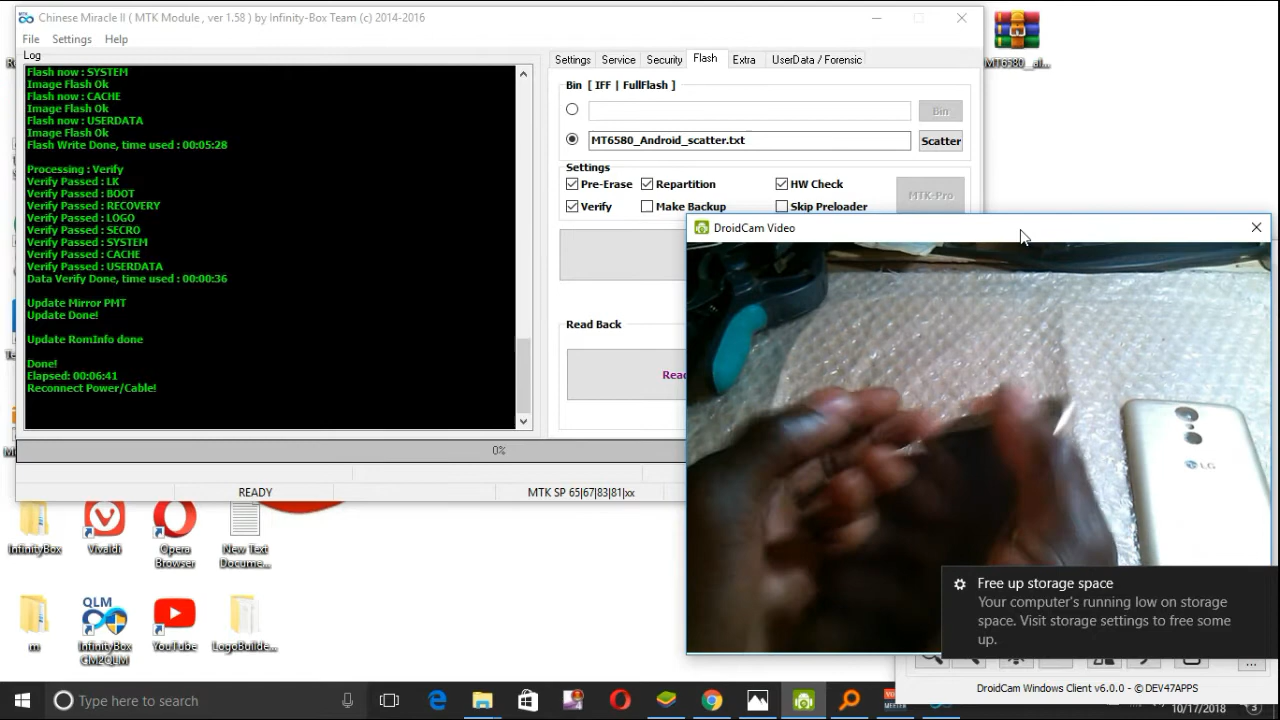 Chinese Miracle II ( MTK Module , ver 1.58 ) by Infinity-Box Team (c) 2014-2016
File Settings Help
Log
Flash now : SYSTEM
Image Flash Ok
Flash now : CACHE
Image Flash Ok
Flash now : USERDATA
Image Flash Ok
Flash Write Done, time used : 00:05:28
Processing : Verify
Verify Passed : LK
Verify Passed : BOOT
Verify Passed : RECOVERY
Verify Passed : LOGO
Verify Passed : SECRO
Verify Passed : SYSTEM
Verify Passed : CACHE
Verify Passed : USERDATA
Data Verify Done, time used : 00:00:36
Update Mirror PMT
Update Done!
Update RomInfo done
Done!
Elapsed: 00:06:41
Reconnect Power/Cable!
Settings Service Security Flash Extra UserData / Forensic
Bin [ IFF | FullFlash ]
Bin
MT6580_Android_scatter.txt Scatter
Settings
Pre-Erase Repartition HW Check MTK-Pro
Verify Make Backup Skip Preloader
Read Back
0%
READY MTK SP 65|67|83|81|xx
DroidCam Video
LG
Free up storage space
Your computer's running low on storage
space. Visit storage settings to free some
up.
DroidCam Windows Client v6.0.0 - © DEV47APPS
MT6580__al...
InfinityBox Vivaldi Opera Browser New Text Docume...
m InfinityBox CM2QLM YouTube LogoBuilde...
QLM
Type here to search
10/17/2018